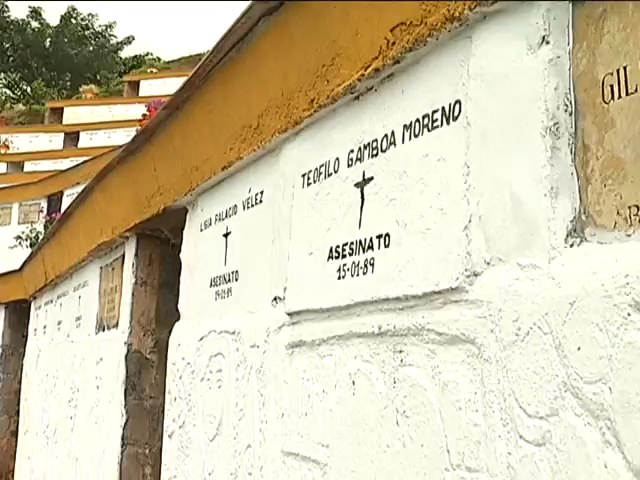 LIGIA PALACIO VÉLEZ
ASESINATO
TEOFILO GAMBOA MORENO
ASESINATO
15·01·89
GIL